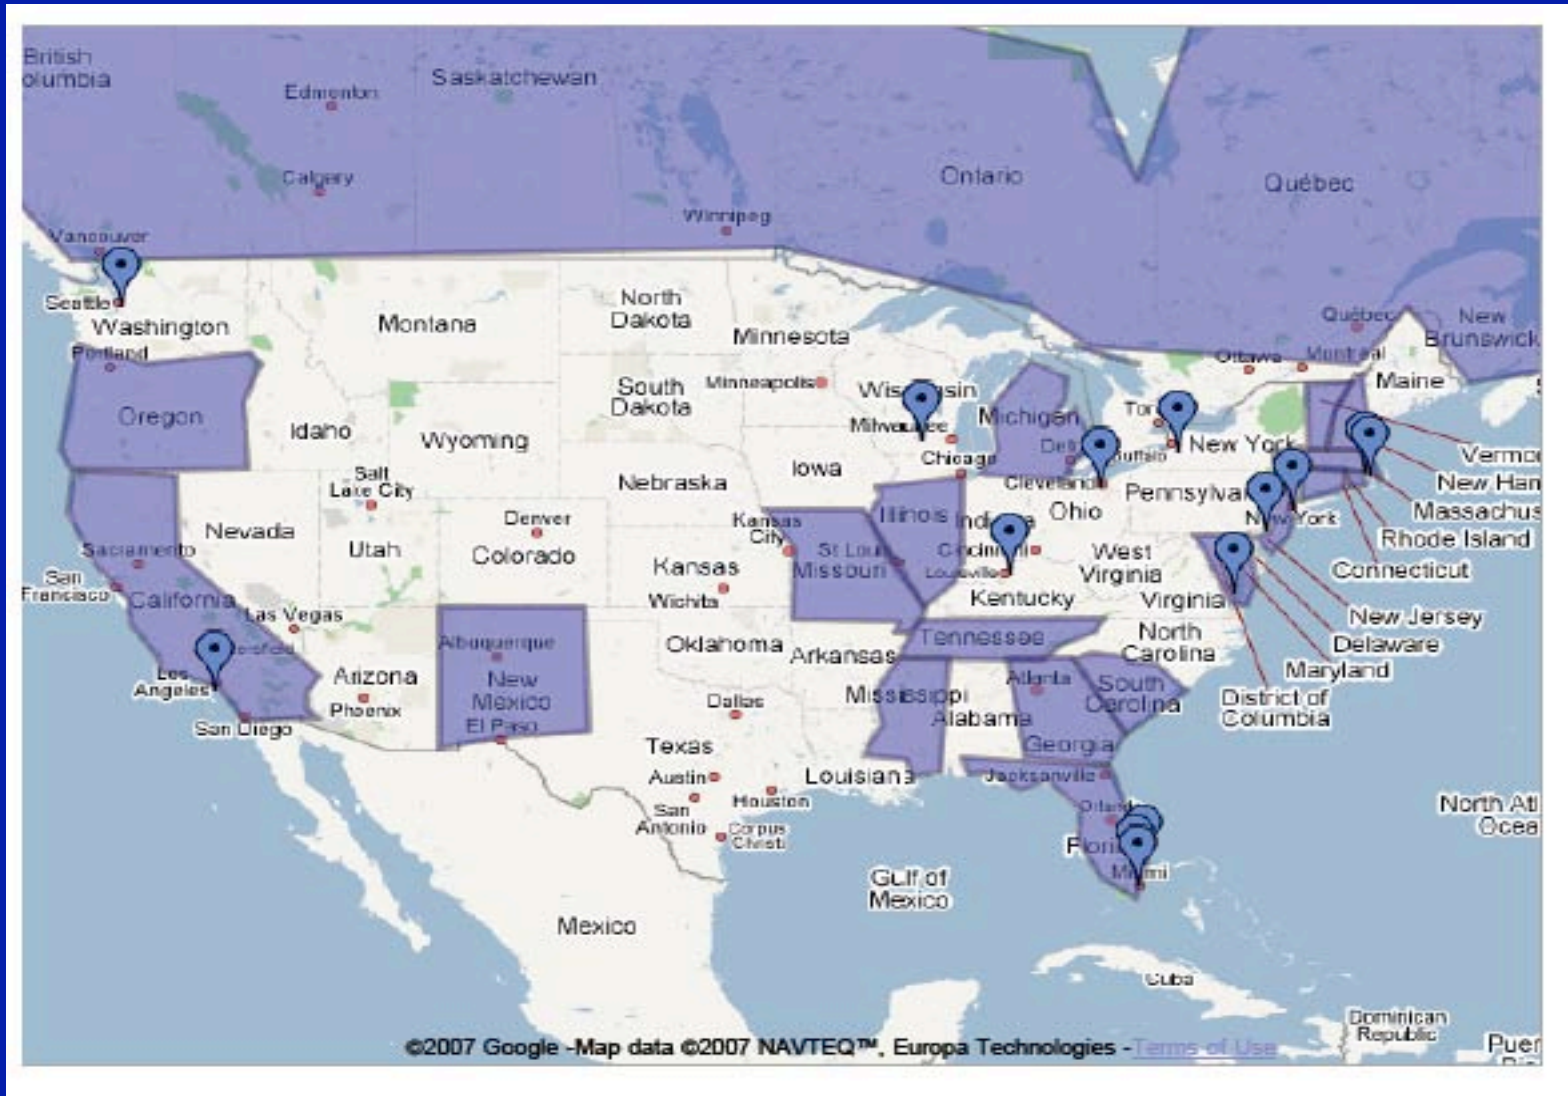 British
olumbia
Edmonton
Saskatchewan
Calgary
Ontario
Québec
Winnipeg
Vancouver
Seattle
Washington
Montana
North
Dakota
Minnesota
Québec
New
Brunswick
Portland
Ottawa
Montréal
Maine
Oregon
Idaho
Wyoming
South
Dakota
Minneapolis
Michigan
Tor
New York
Chicago
Iowa
Cleveland
Pennsylva
Vermo
New Ham
Massachus
Rhode Island
Connecticut
Salt
Lake City
Nebraska
Illinois
Ohio
Nevada
Utah
Denver
Colorado
Kansas
City
St Loui
Missouri
Sacramento
San
Francisco
California
Las Vegas
Kansas
Wichita
Louisville
Kentucky
West
Virginia
Virginia
New Jersey
Delaware
Maryland
District of
Columbia
Albuquerque
Oklahoma
Arkansas
Tennessee
North
Carolina
Los
Angeles
Arizona
Phoenix
New
Mexico
El Paso
San Diego
Dallas
Mississippi
Alabama
Atlanta
Georgia
South
Carolina
Texas
Austin
San
Antonio
Houston
Corpus
Christi
Louisiana
Jacksonville
Orland
Flori
North Atl
Ocea
Gulf of
Mexico
Mexico
Cuba
Dominican
Republic
Puer
©2007 Google -Map data ©2007 NAVTEQ™, Europa Technologies -Terms of Use